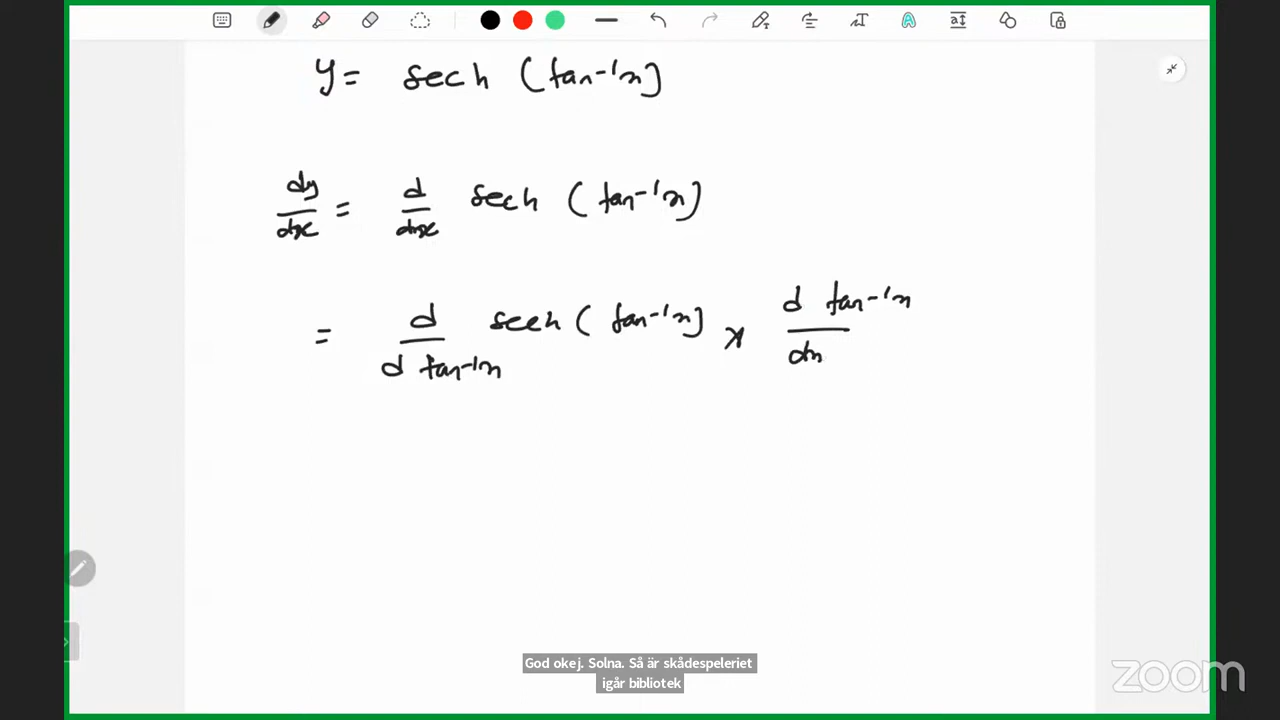 y = sech (tan-1x)
dy/dx = d/dx sech (tan-1x)
= d/d tan-1x sech (tan-1x) × d tan-1x/dx
God okej. Solna. Så är skådespeleriet
igår bibliotek
zoom